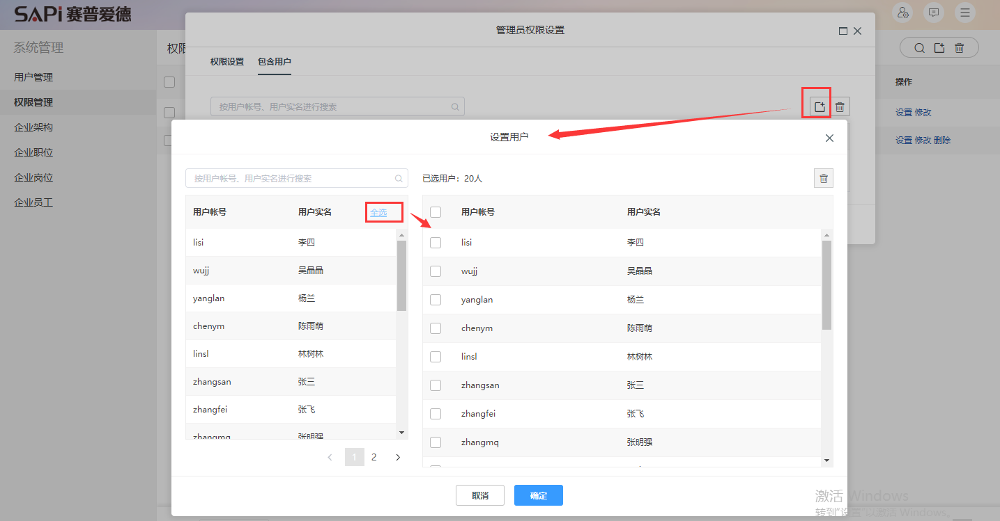 SAPi 赛普爱德
系统管理
用户管理
权限管理
企业架构
企业职位
企业岗位
企业员工
权限
管理员权限设置
权限设置 包含用户
按用户帐号、用户实名进行搜索
操作
设置 修改
设置 修改 删除
设置用户
按用户帐号、用户实名进行搜索
已选用户：20人
用户帐号 用户实名 全选
lisi 李四
wujj 吴晶晶
yanglan 杨兰
chenym 陈雨萌
linsl 林树林
zhangsan 张三
zhangfei 张飞
zhangmq 张明强
1 2
用户帐号 用户实名
lisi 李四
wujj 吴晶晶
yanglan 杨兰
chenym 陈雨萌
linsl 林树林
zhangsan 张三
zhangfei 张飞
zhangmq 张明强
取消 确定
激活 Windows
转到"设置"以激活 Windows。